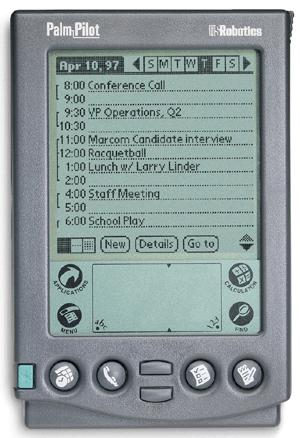 PalmPilot
USRobotics
Apr 10, 97 S M T W T F S
8:00 Conference Call
9:00
9:30 VP Operations, Q2
10:30
11:00 Marcom Candidate interview
12:00 Racquetball
1:00 Lunch w/ Larry Linder
2:00
4:00 Staff Meeting
5:00
6:00 School Play
New Details Go to
APPLICATIONS
CALCULATOR
MENU
abc
123
FIND